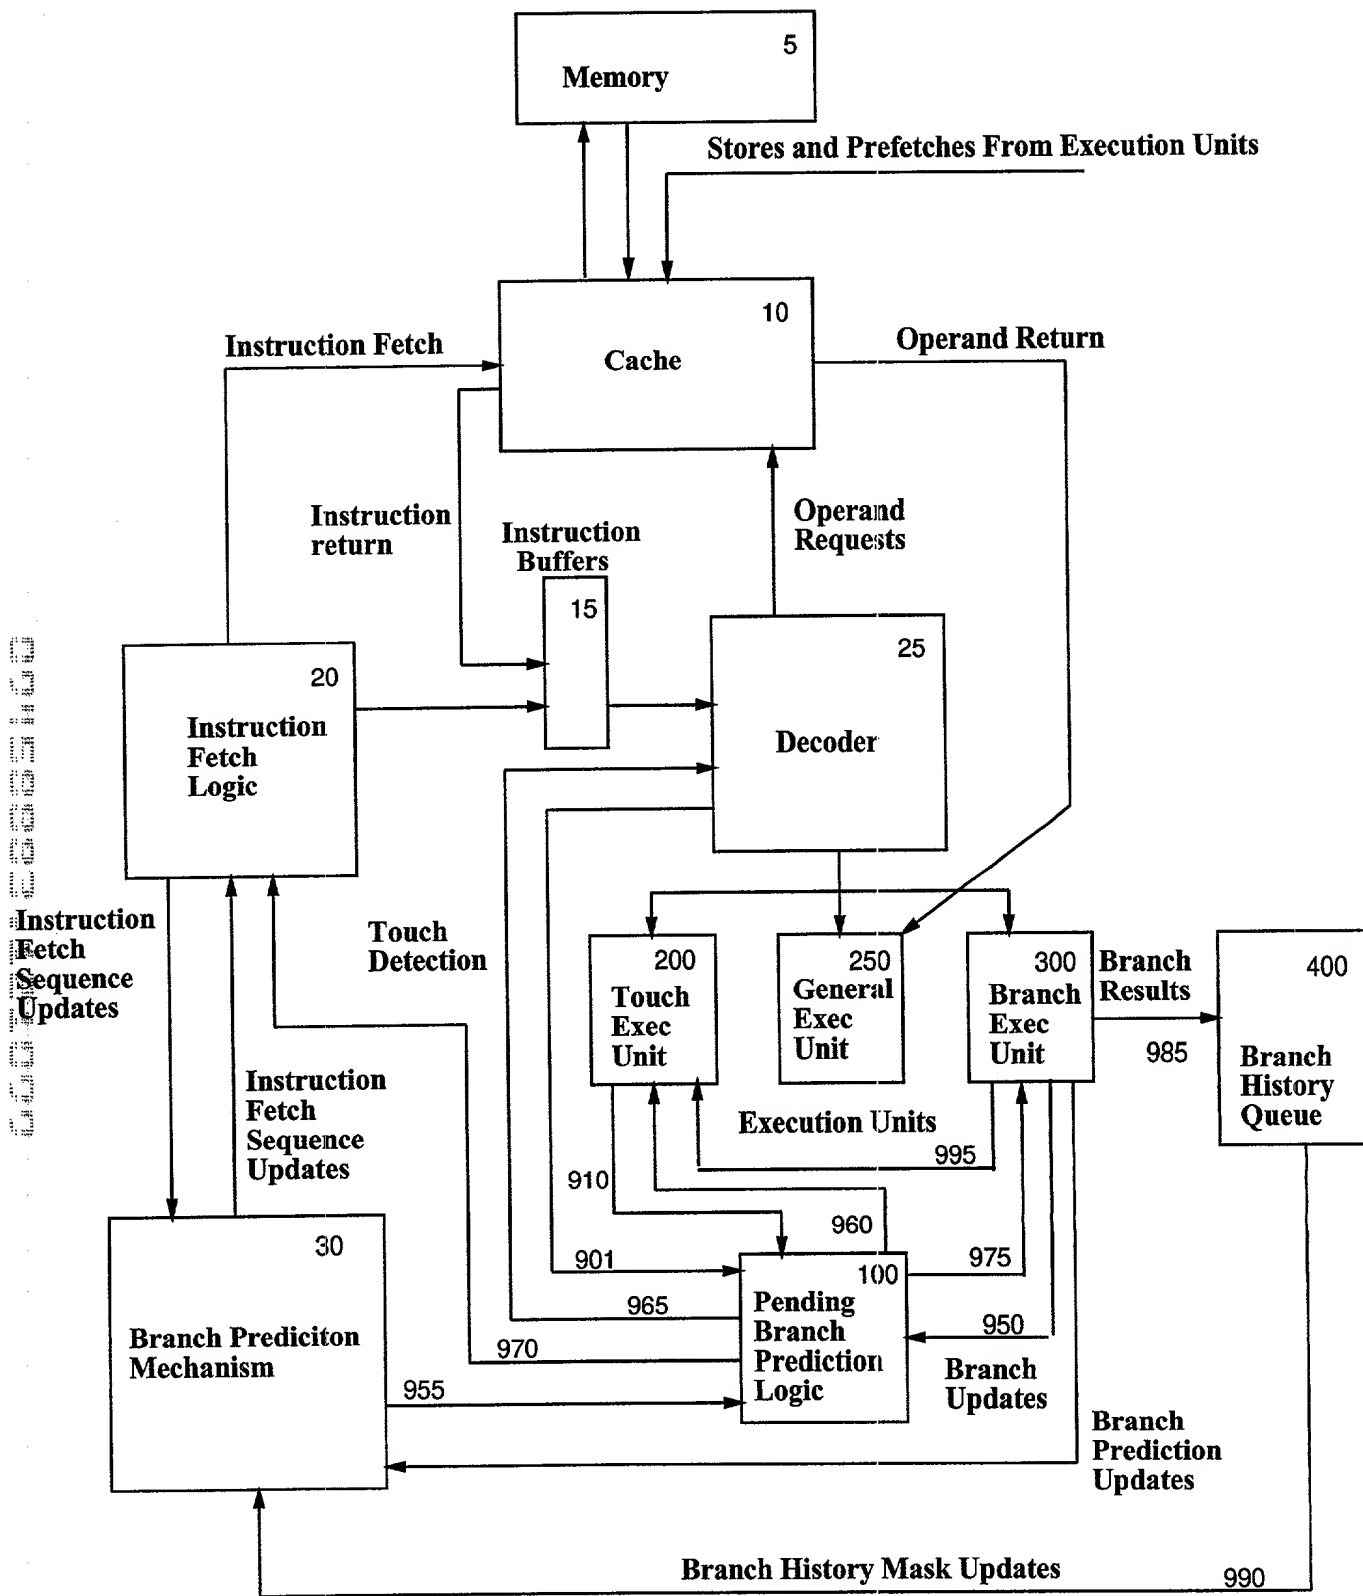 5
Memory
Stores and Prefetches From Execution Units
10
Cache
Instruction Fetch
Operand Return
Instruction
return
Instruction
Buffers
Operand
Requests
15
25
Decoder
20
Instruction
Fetch
Logic
Instruction
Fetch
Sequence
Updates
Touch
Detection
200
Touch
Exec
Unit
250
General
Exec
Unit
300
Branch
Exec
Unit
Branch
Results
985
400
Branch
History
Queue
Instruction
Fetch
Sequence
Updates
Execution Units
995
910
960
975
901
965
970
955
950
100
Pending
Branch
Prediction
Logic
Branch
Updates
30
Branch Prediciton
Mechanism
Branch
Prediction
Updates
Branch History Mask Updates
990